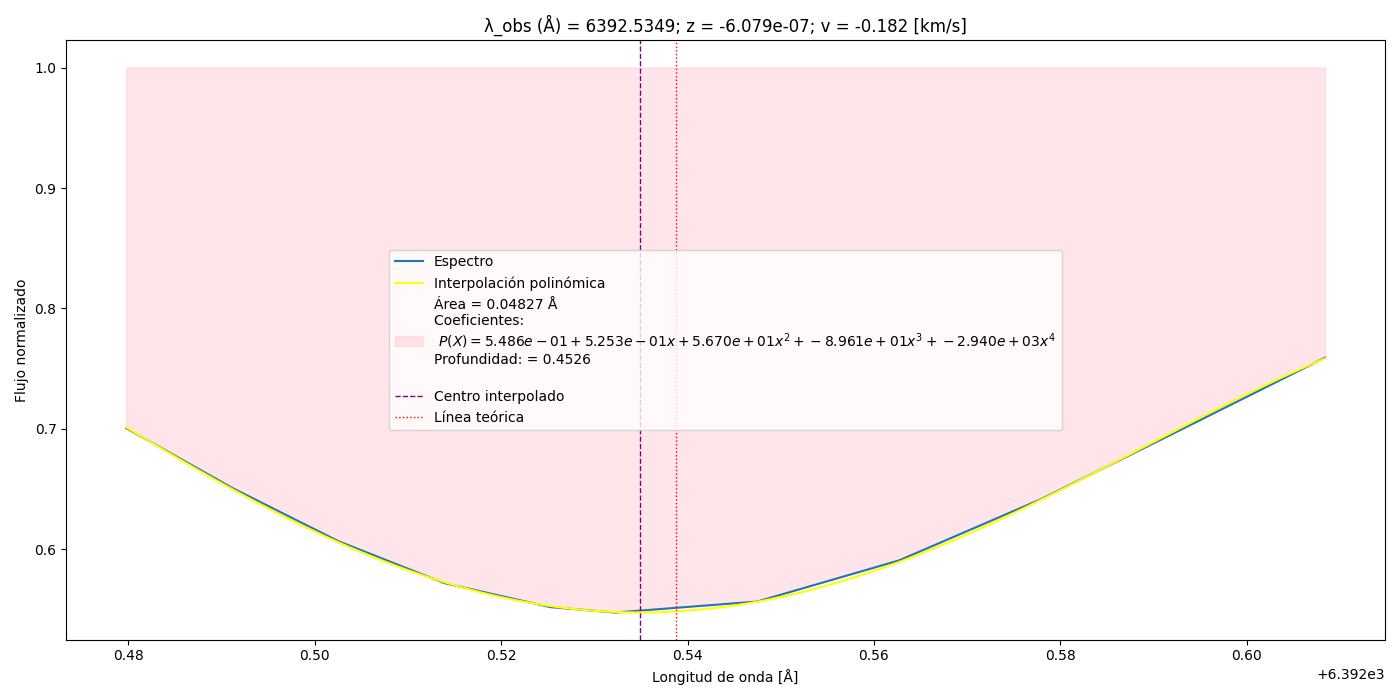 λ_obs (Å) = 6392.5349; z = -6.079e-07; v = -0.182 [km/s]
Flujo normalizado
1.0
0.9
0.8
0.7
0.6
Espectro
Interpolación polinómica
Área = 0.04827 Å
Coeficientes:
P(X) = 5.486e − 01 + 5.253e − 01x + 5.670e + 01x² + −8.961e + 01x³ + −2.940e + 03x⁴
Profundidad: = 0.4526
Centro interpolado
Línea teórica
0.48 0.50 0.52 0.54 0.56 0.58 0.60
+6.392e3
Longitud de onda [Å]